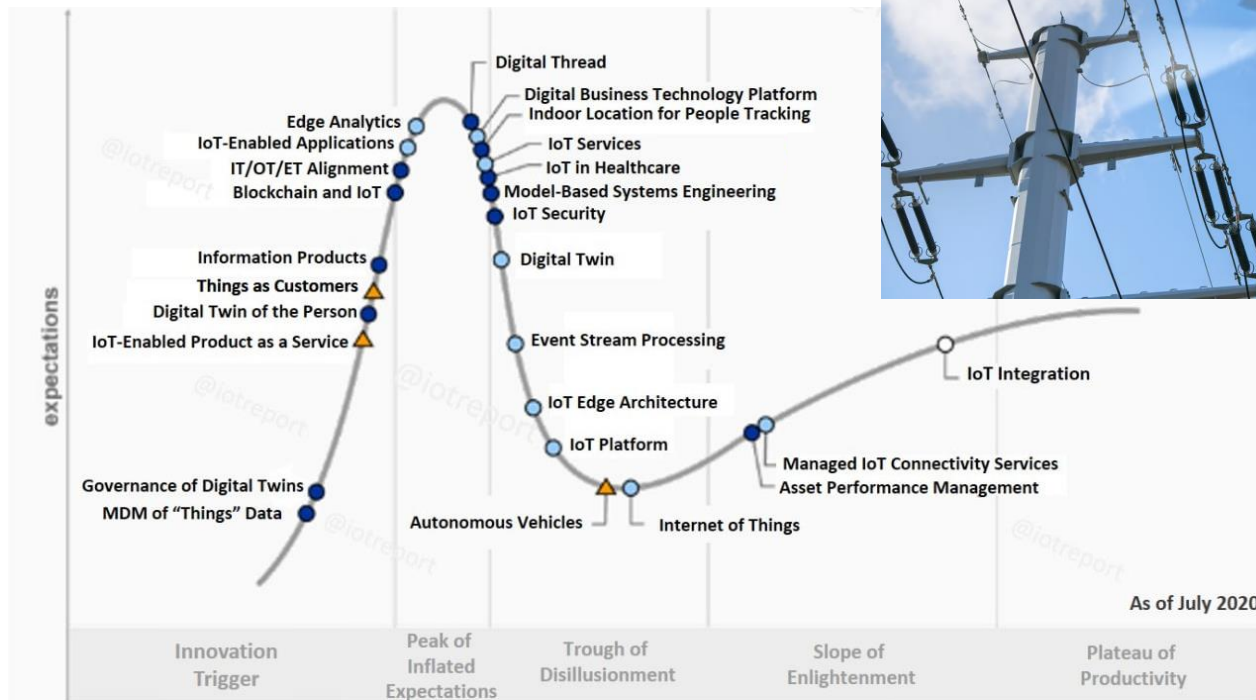 Digital Thread
Digital Business Technology Platform
Edge Analytics
Indoor Location for People Tracking
IoT-Enabled Applications
IoT Services
IT/OT/ET Alignment
IoT in Healthcare
Blockchain and IoT
Model-Based Systems Engineering
IoT Security
@iotreport
Information Products
Digital Twin
Things as Customers
Digital Twin of the Person
IoT-Enabled Product as a Service
Event Stream Processing
expectations
@iotreport
@iotreport
IoT Integration
IoT Edge Architecture
IoT Platform
Managed IoT Connectivity Services
Governance of Digital Twins
Asset Performance Management
MDM of “Things” Data
Autonomous Vehicles
Internet of Things
@iotreport
@iotreport
As of July 2020
Innovation
Trigger
Peak of
Inflated
Expectations
Trough of
Disillusionment
Slope of
Enlightenment
Plateau of
Productivity